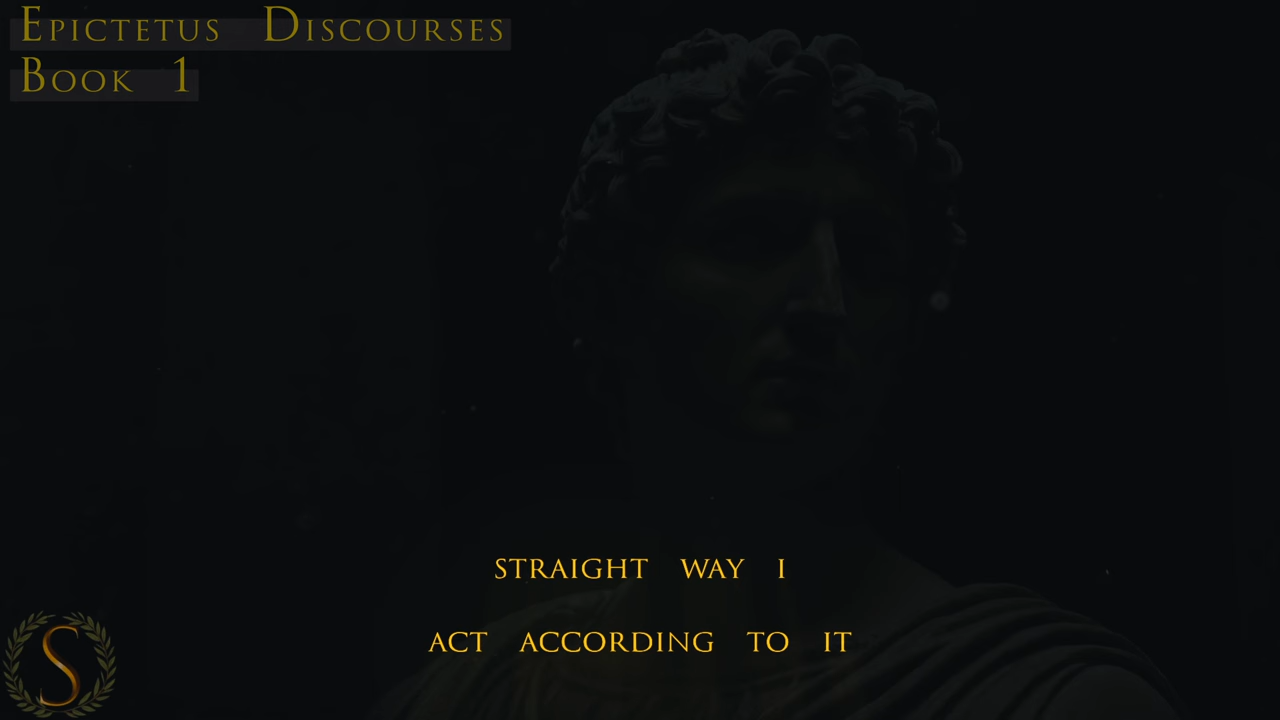 Epictetus Discourses
Book 1
STRAIGHT WAY I
ACT ACCORDING TO IT
S